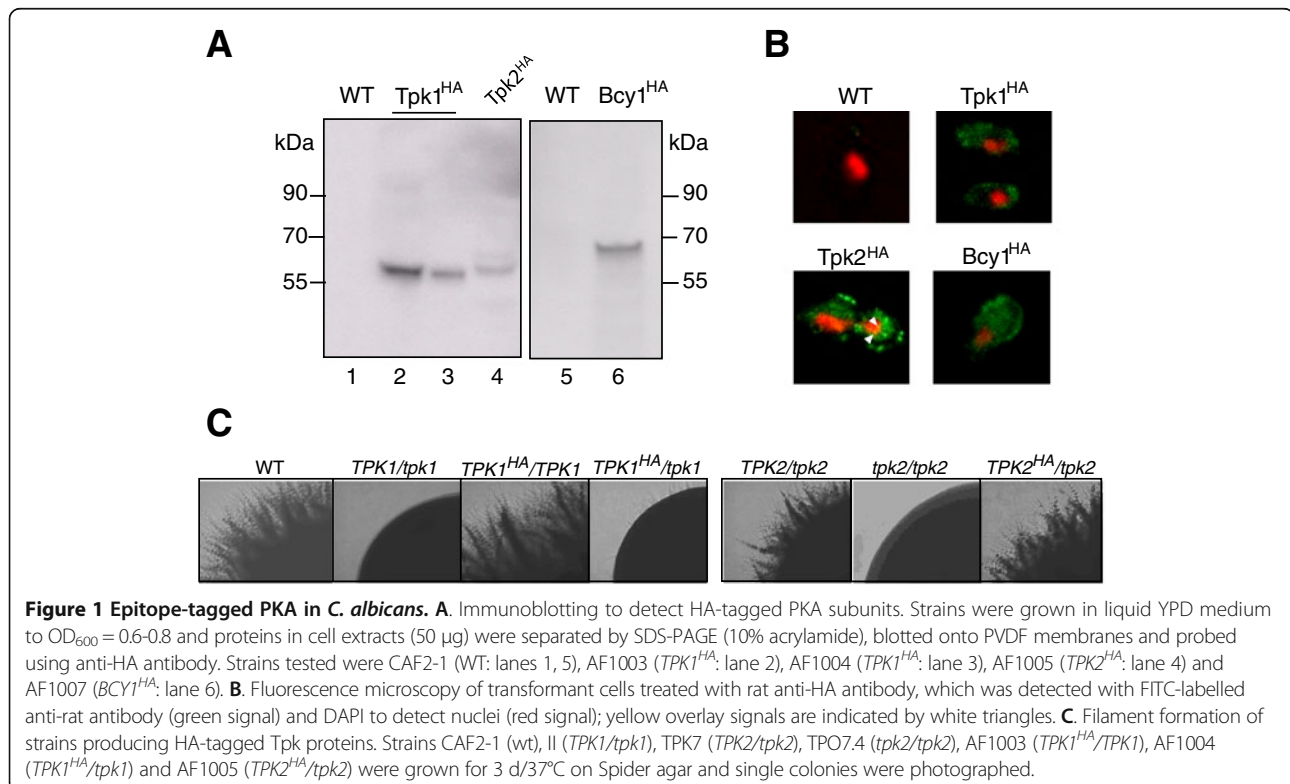 A
WT Tpk1HA Tpk2HA WT Bcy1HA
kDa kDa
90 90
70 70
55 55
1 2 3 4 5 6
B
WT Tpk1HA
Tpk2HA Bcy1HA
C
WT TPK1/tpk1 TPK1HA/TPK1 TPK1HA/tpk1 TPK2/tpk2 tpk2/tpk2 TPK2HA/tpk2
Figure 1 Epitope-tagged PKA in C. albicans. A. Immunoblotting to detect HA-tagged PKA subunits. Strains were grown in liquid YPD medium
to OD600 = 0.6-0.8 and proteins in cell extracts (50 μg) were separated by SDS-PAGE (10% acrylamide), blotted onto PVDF membranes and probed
using anti-HA antibody. Strains tested were CAF2-1 (WT: lanes 1, 5), AF1003 (TPK1HA: lane 2), AF1004 (TPK1HA: lane 3), AF1005 (TPK2HA: lane 4) and
AF1007 (BCY1HA: lane 6). B. Fluorescence microscopy of transformant cells treated with rat anti-HA antibody, which was detected with FITC-labelled
anti-rat antibody (green signal) and DAPI to detect nuclei (red signal); yellow overlay signals are indicated by white triangles. C. Filament formation of
strains producing HA-tagged Tpk proteins. Strains CAF2-1 (wt), II (TPK1/tpk1), TPK7 (TPK2/tpk2), TPO7.4 (tpk2/tpk2), AF1003 (TPK1HA/TPK1), AF1004
(TPK1HA/tpk1) and AF1005 (TPK2HA/tpk2) were grown for 3 d/37°C on Spider agar and single colonies were photographed.